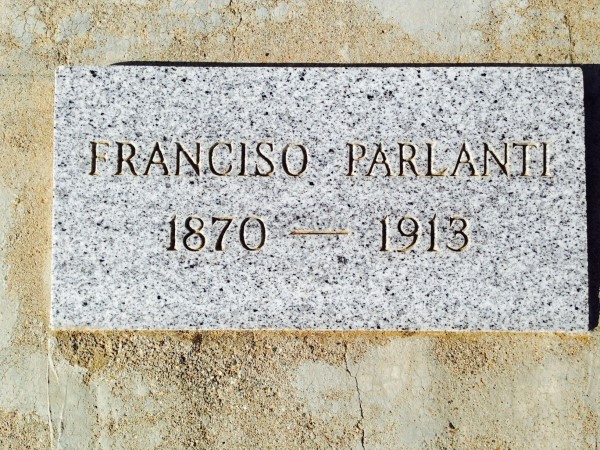 FRANCISO PARLANTI
1870 — 1913